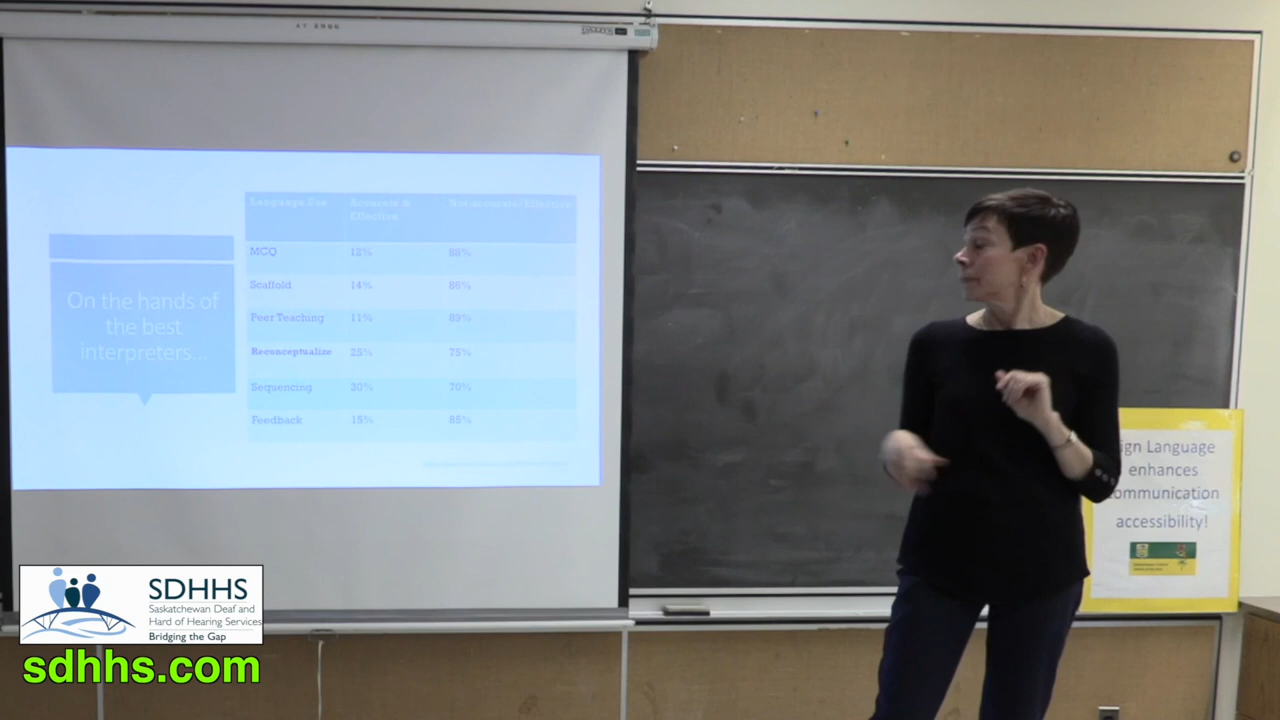 Language Use Accurate & Not accurate/Effective
Effective
MCQ 12% 88%
Scaffold 14% 86%
Peer Teaching 11% 89%
Reconceptualize 25% 75%
Sequencing 30% 70%
Feedback 15% 85%
On the hands of
the best
interpreters...
ign Language
enhances
communication
accessibility!
SDHHS
Saskatchewan Deaf and
Hard of Hearing Services
Bridging the Gap
sdhhs.com